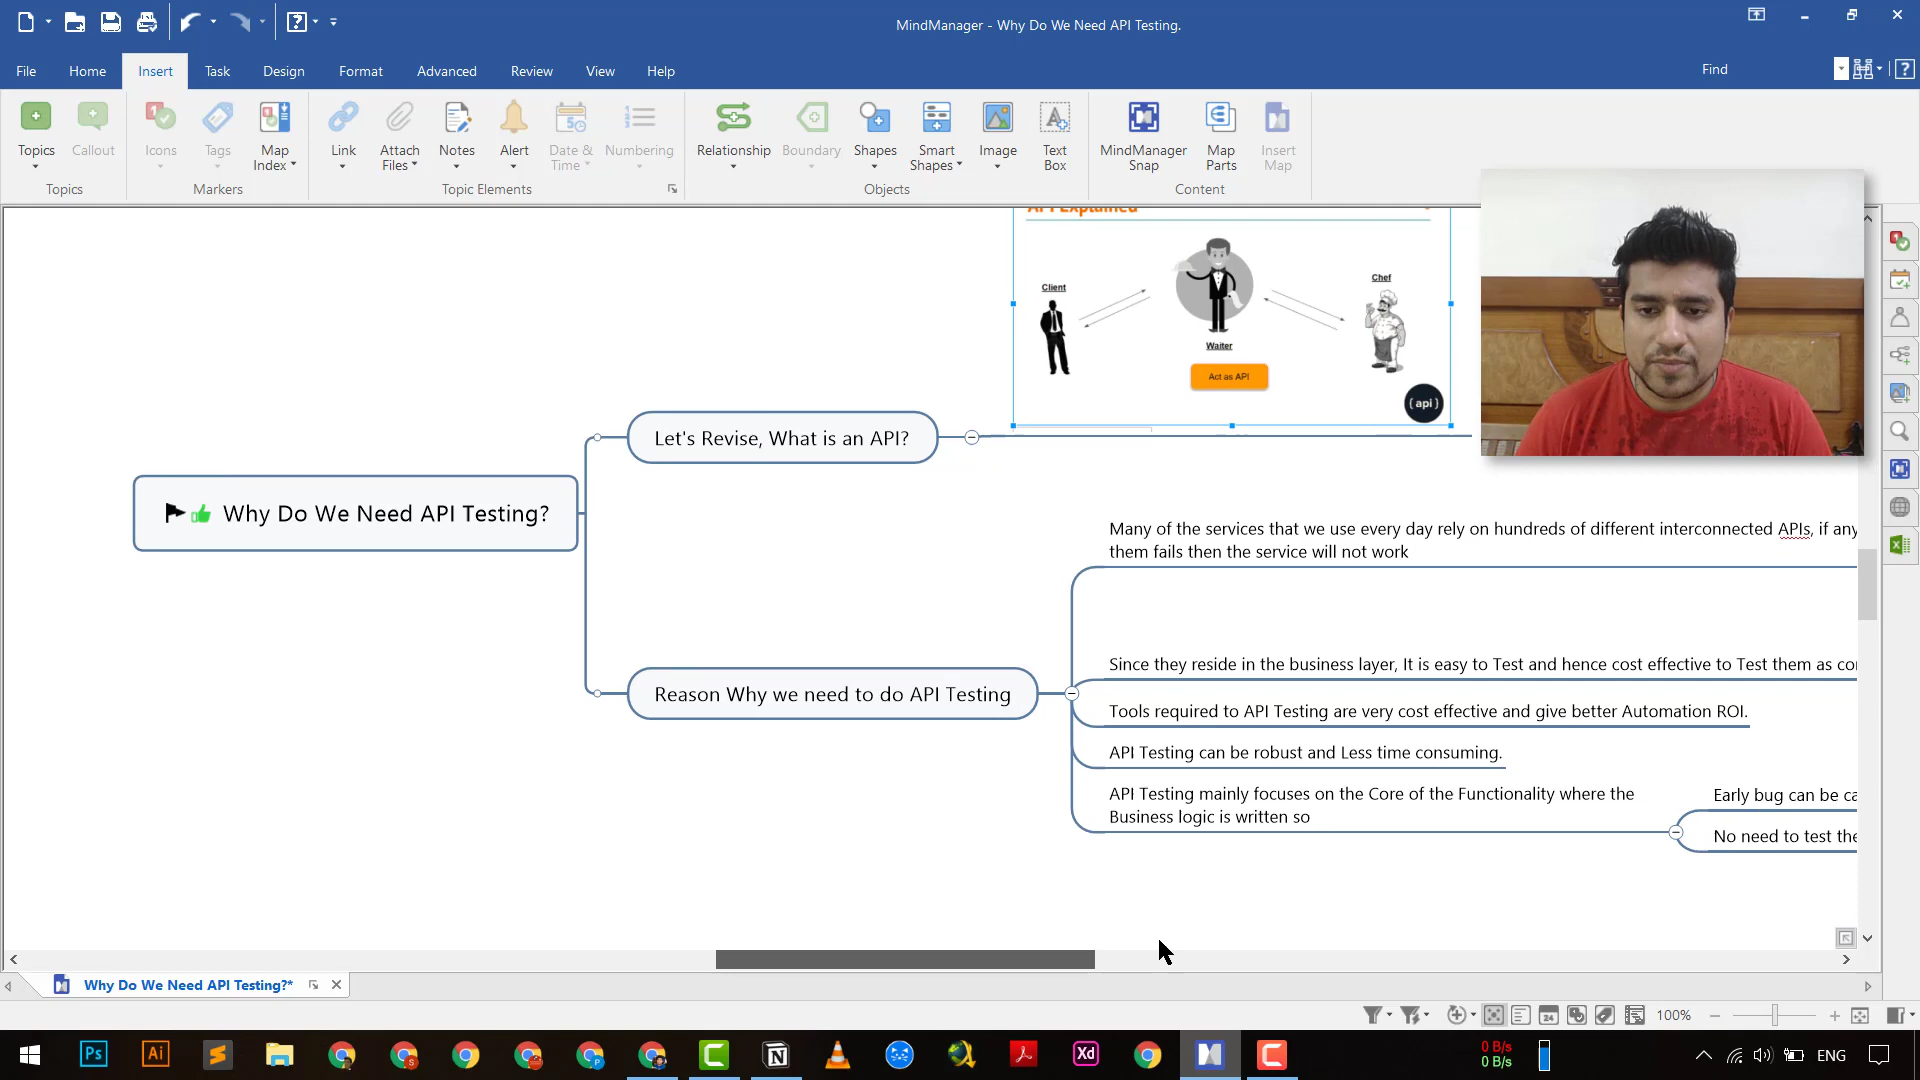 MindManager - Why Do We Need API Testing.
File Home Insert Task Design Format Advanced Review View Help
Find
Topics Callout Icons Tags Map Index Link Attach Files Notes Alert Date & Time Numbering Relationship Boundary Shapes Smart Shapes Image Text Box MindManager Snap Map Parts Insert Map
Topics Markers Topic Elements Objects Content
API Explained
Client
Chef
Waiter
Act as API
{ api }
Let's Revise, What is an API?
Why Do We Need API Testing?
Many of the services that we use every day rely on hundreds of different interconnected APIs, if any
them fails then the service will not work
Since they reside in the business layer, It is easy to Test and hence cost effective to Test them as
Reason Why we need to do API Testing
Tools required to API Testing are very cost effective and give better Automation ROI.
API Testing can be robust and Less time consuming.
API Testing mainly focuses on the Core of the Functionality where the
Business logic is written so
Early bug can be
No need to test the
Why Do We Need API Testing?*
100%
Ps Ai Xd
0 B/s
0 B/s
ENG